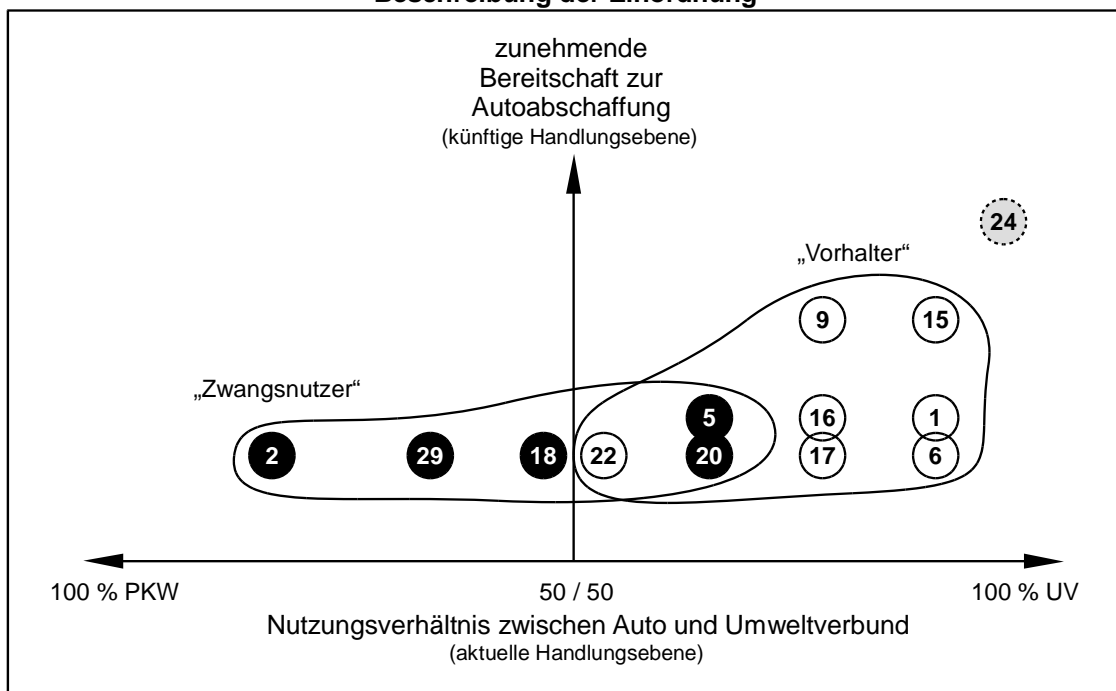 Beschreibung der Einordnung
zunehmende
Bereitschaft zur
Autoabschaffung
(künftige Handlungsebene)
24
„Vorhalter“
9 15
„Zwangsnutzer“
5 16 1
2 29 18 22 20 17 6
100 % PKW 50 / 50 100 % UV
Nutzungsverhältnis zwischen Auto und Umweltverbund
(aktuelle Handlungsebene)